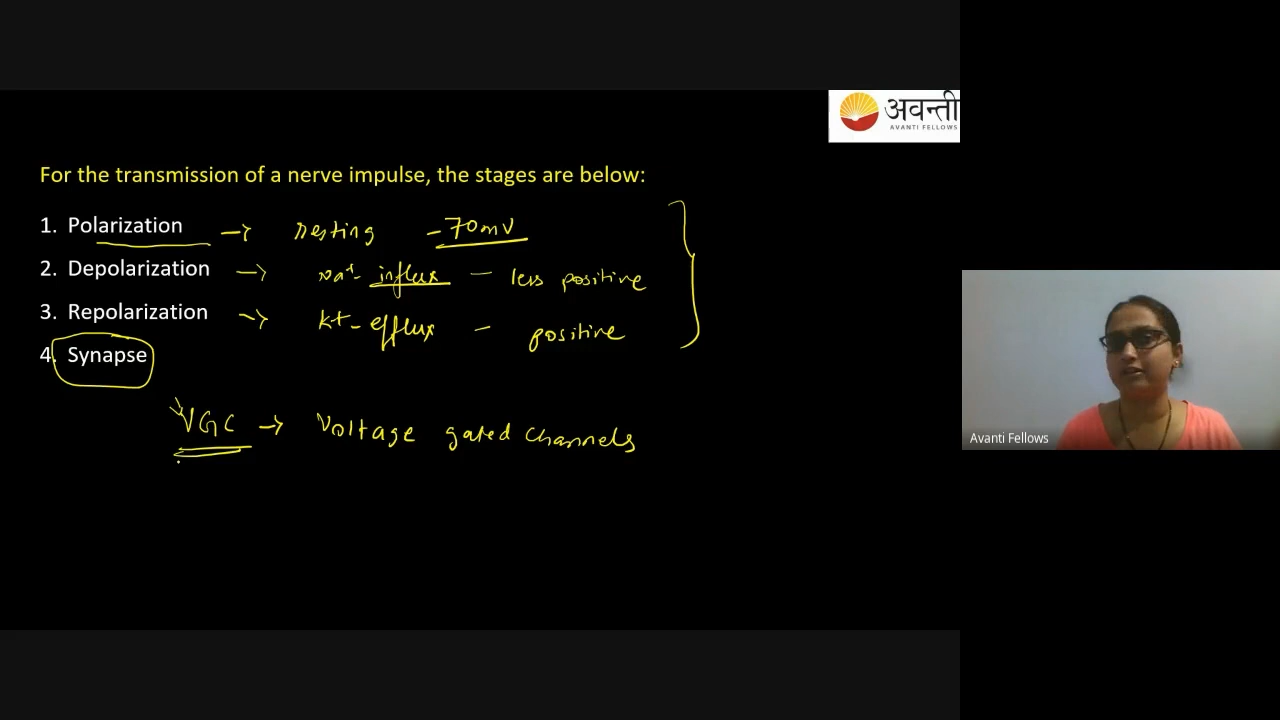 अवन्ती
AVANTI FELLOWS
For the transmission of a nerve impulse, the stages are below:
1. Polarization → resting -70mV
2. Depolarization → Na+- influx - less positive
3. Repolarization → K+- efflux - positive
4. Synapse
VGC → Voltage gated channels
Avanti Fellows